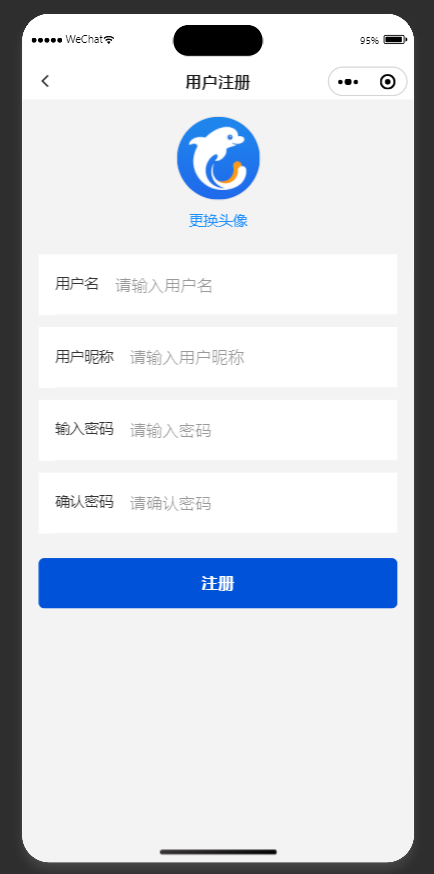 WeChat
95%
用户注册
更换头像
用户名 请输入用户名
用户昵称 请输入用户昵称
输入密码 请输入密码
确认密码 请确认密码
注册